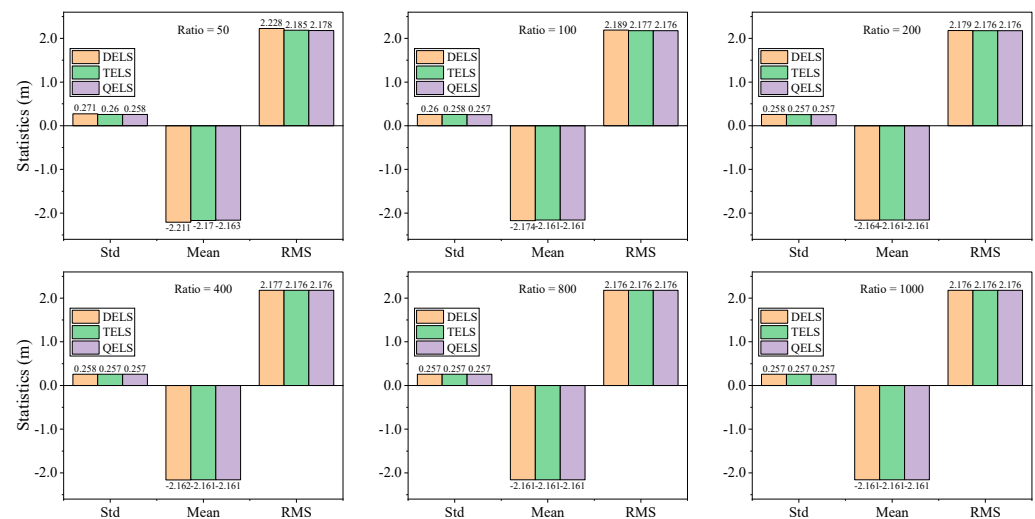 2.228 2.185 2.178
2.0
Ratio = 50
DELS
TELS
QELS
1.0
0.271 0.26 0.258
0.0
Statistics (m)
-1.0
-2.0
-2.211 -2.17 -2.163
Std Mean RMS
2.189 2.177 2.176
2.0
Ratio = 100
DELS
TELS
QELS
1.0
0.26 0.258 0.257
0.0
-1.0
-2.0
-2.174 -2.161 -2.161
Std Mean RMS
2.179 2.176 2.176
2.0
Ratio = 200
DELS
TELS
QELS
1.0
0.258 0.257 0.257
0.0
-1.0
-2.0
-2.164 -2.161 -2.161
Std Mean RMS
2.177 2.176 2.176
Ratio = 400
2.0
DELS
TELS
QELS
1.0
0.258 0.257 0.257
0.0
Statistics (m)
-1.0
-2.0
-2.162 -2.161 -2.161
Std Mean RMS
2.176 2.176 2.176
Ratio = 800
2.0
DELS
TELS
QELS
1.0
0.257 0.257 0.257
0.0
-1.0
-2.0
-2.161 -2.161 -2.161
Std Mean RMS
2.176 2.176 2.176
Ratio = 1000
2.0
DELS
TELS
QELS
1.0
0.257 0.257 0.257
0.0
-1.0
-2.0
-2.161 -2.161 -2.161
Std Mean RMS